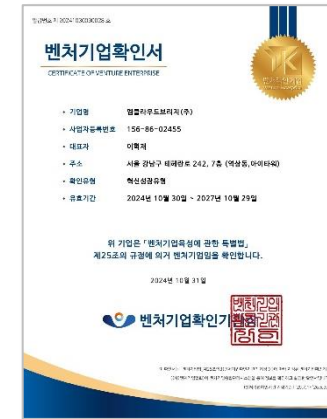 벤처기업확인서
CERTIFICATE OF VENTURE ENTERPRISE
• 기업명 엠클라우드브리지(주)
• 사업자등록번호 156-86-02455
• 대표자 이혁재
• 주소 서울 강남구 테헤란로 242, 7층 (역삼동,아이타워)
• 확인유형 혁신성장유형
• 유효기간 2024년 10월 30일 ~ 2027년 10월 29일
위 기업은 「벤처기업육성에 관한 특별법」
제25조의 규정에 의거 벤처기업임을 확인합니다.
2024년 10월 31일
벤처기업확인기관장